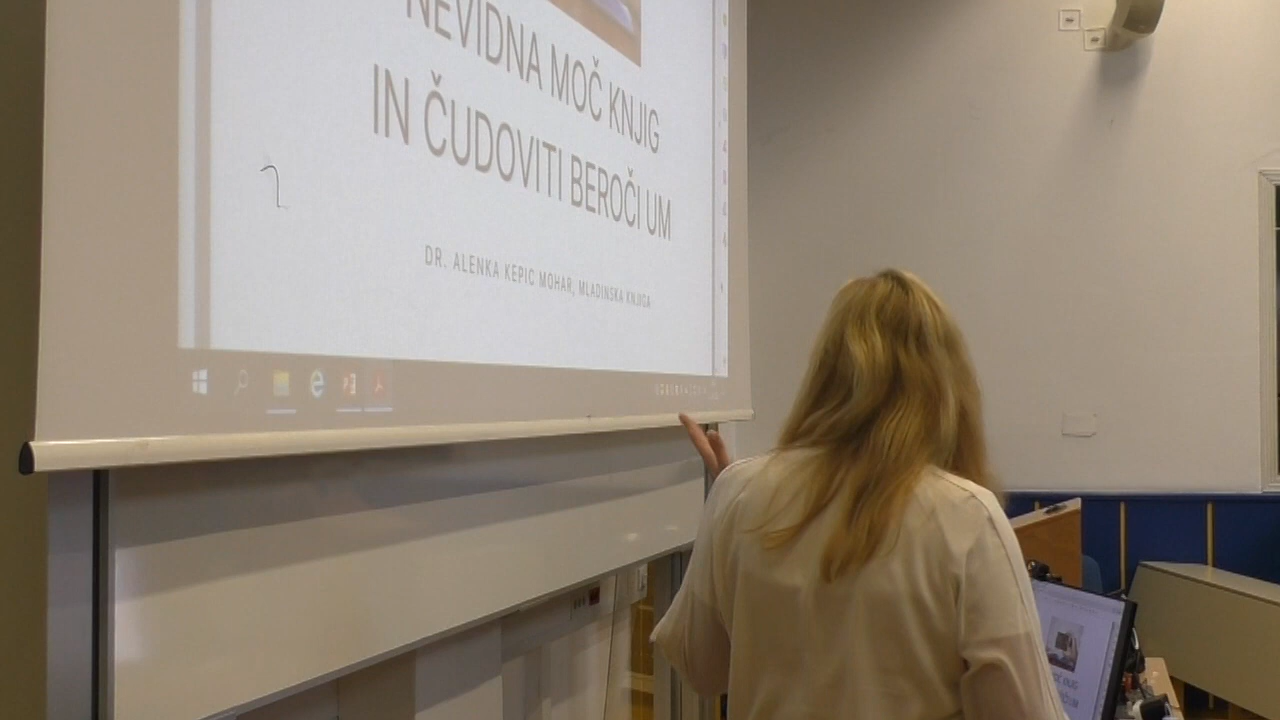 NEVIDNA MOČ KNJIG
IN ČUDOVITI BEROČI UM
DR. ALENKA KEPIC MOHAR, MLADINSKA KNJIGA